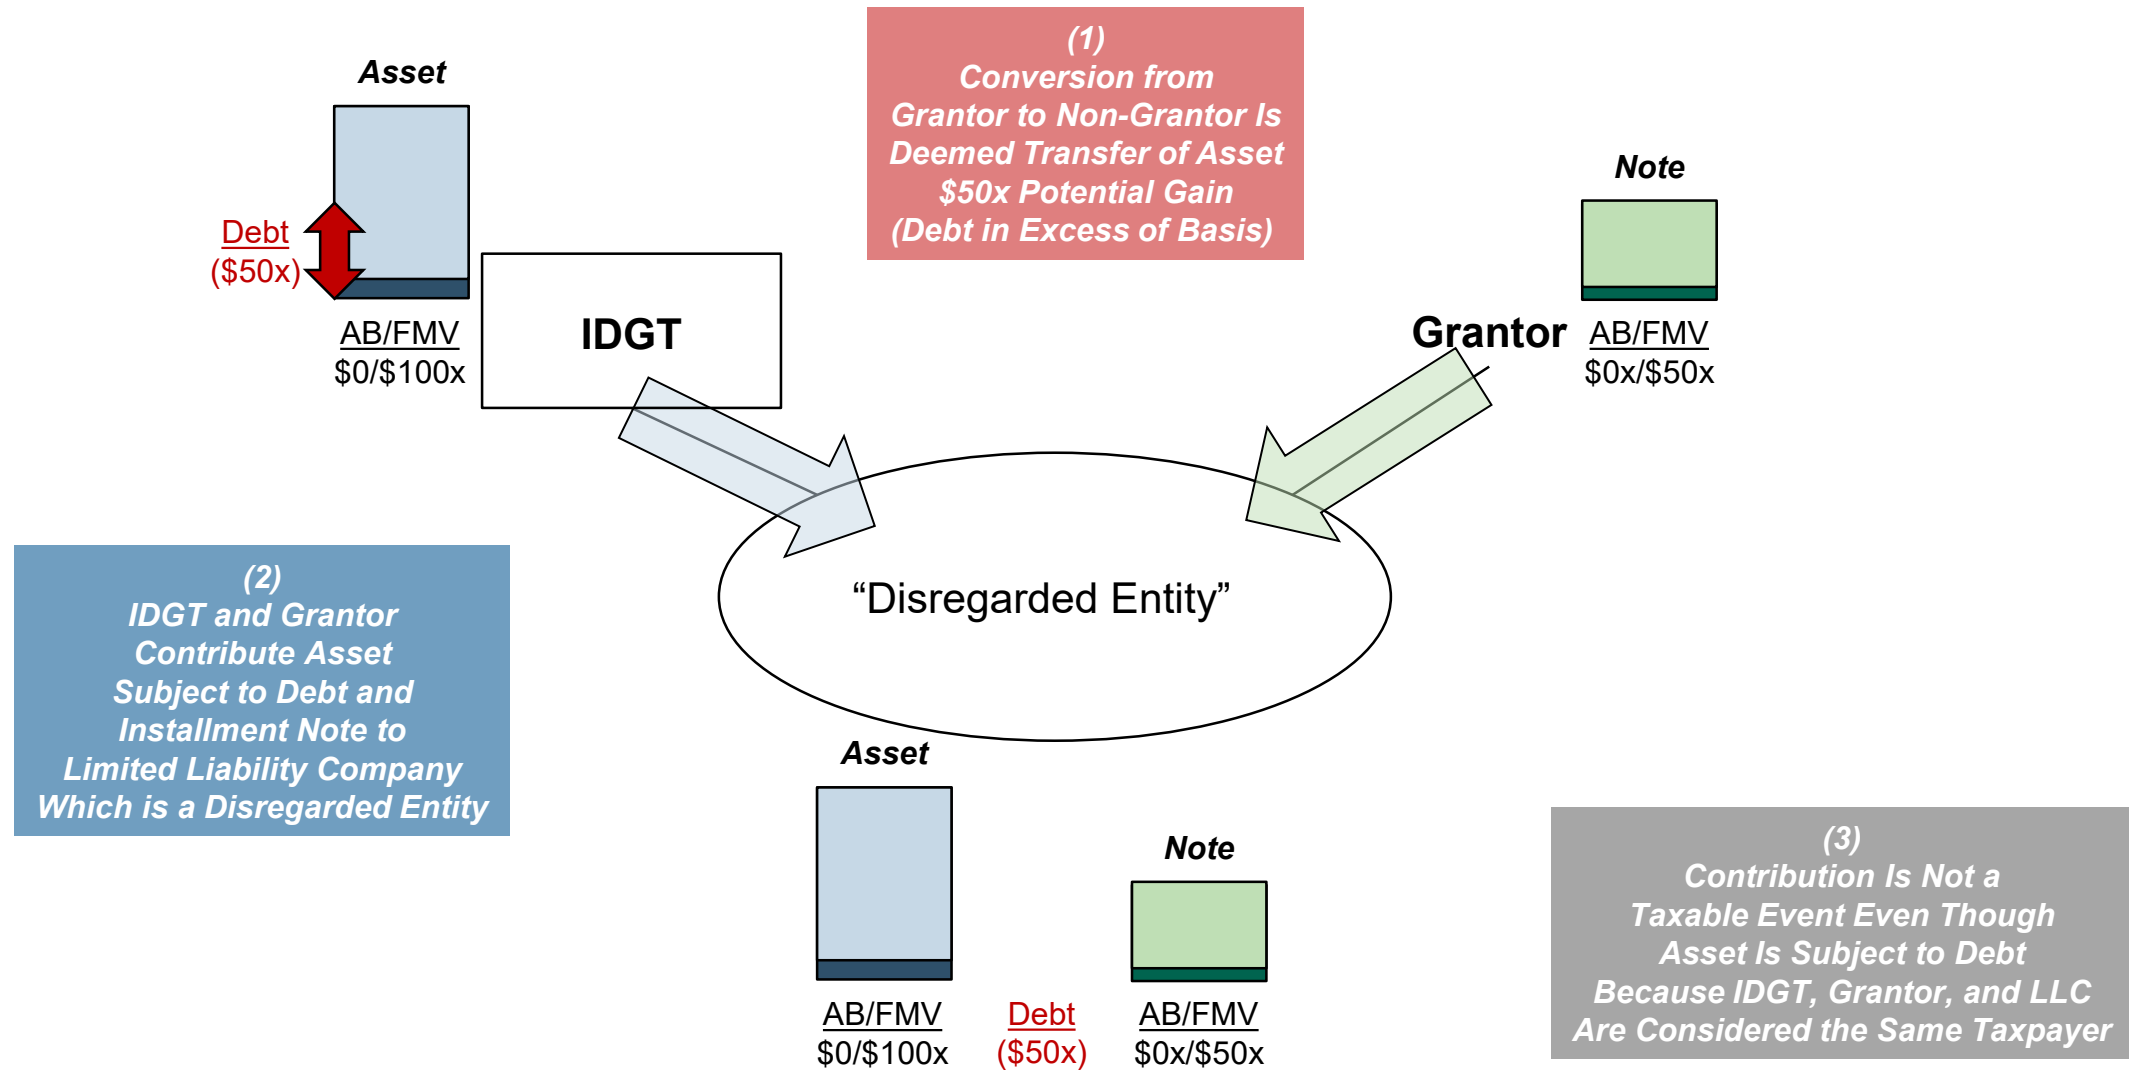 Asset
Debt
($50x)
AB/FMV
$0/$100x
IDGT
(1)
Conversion from
Grantor to Non-Grantor Is
Deemed Transfer of Asset
$50x Potential Gain
(Debt in Excess of Basis)
Note
Grantor
AB/FMV
$0x/$50x
(2)
IDGT and Grantor
Contribute Asset
Subject to Debt and
Installment Note to
Limited Liability Company
Which is a Disregarded Entity
“Disregarded Entity”
Asset
AB/FMV
$0/$100x
Debt
($50x)
Note
AB/FMV
$0x/$50x
(3)
Contribution Is Not a
Taxable Event Even Though
Asset Is Subject to Debt
Because IDGT, Grantor, and LLC
Are Considered the Same Taxpayer